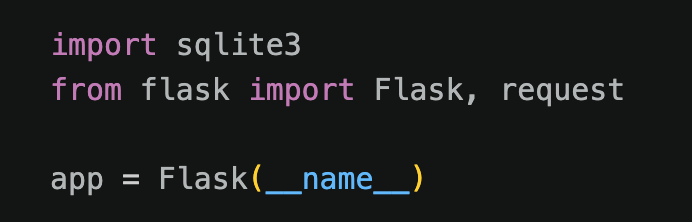 import sqlite3
from flask import Flask, request
app = Flask(__name__)